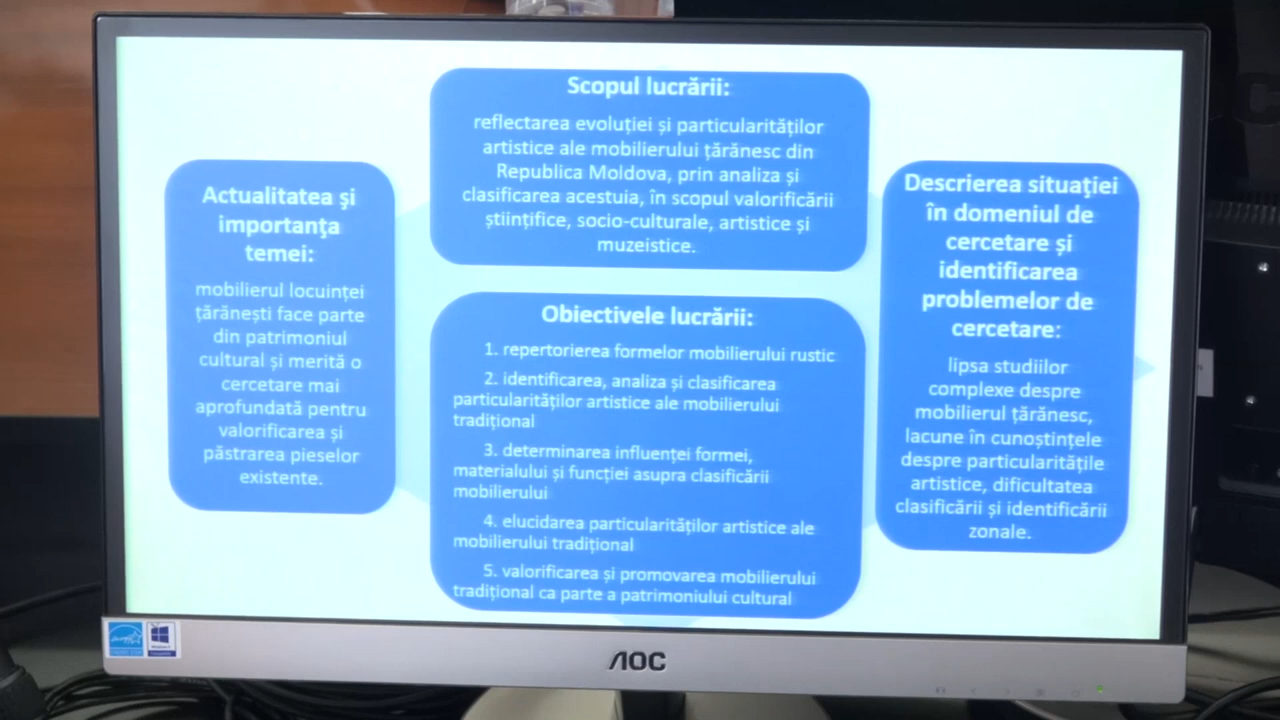 Scopul lucrării:
reflectarea evoluției și particularităților
artistice ale mobilierului țărănesc din
Republica Moldova, prin analiza și
clasificarea acestuia, în scopul valorificării
științifice, socio-culturale, artistice și
muzeistice.
Actualitatea şi
importanţa
temei:
mobilierul locuinței
țărănești face parte
din patrimoniul
cultural și merită o
cercetare mai
aprofundată pentru
valorificarea și
păstrarea pieselor
existente.
Obiectivele lucrării:
1. repertorierea formelor mobilierului rustic
2. identificarea, analiza și clasificarea
particularităților artistice ale mobilierului
tradițional
3. determinarea influenței formei,
materialului și funcției asupra clasificării
mobilierului
4. elucidarea particularităților artistice ale
mobilierului tradițional
5. valorificarea și promovarea mobilierului
tradițional ca parte a patrimoniului cultural
Descrierea situaţiei
în domeniul de
cercetare și
identificarea
problemelor de
cercetare:
lipsa studiilor
complexe despre
mobilierul țărănesc,
lacune în cunoștințele
despre particularitățile
artistice, dificultatea
clasificării și identificării
zonale.
AOC